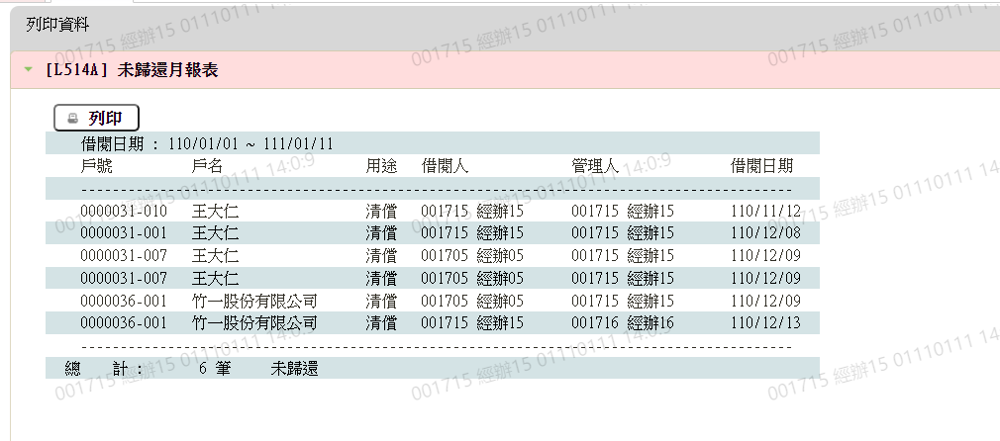 列印資料
[L514A] 未歸還月報表
列印
借閱日期 : 110/01/01 ~ 111/01/11
戶號 戶名 用途 借閱人 管理人 借閱日期
------------------------------------------------------------------------------------------
0000031-010 王大仁 清償 001715 經辦15 001715 經辦15 110/11/12
0000031-001 王大仁 清償 001715 經辦15 001715 經辦15 110/12/08
0000031-007 王大仁 清償 001705 經辦05 001715 經辦15 110/12/09
0000031-007 王大仁 清償 001705 經辦05 001715 經辦15 110/12/09
0000036-001 竹一股份有限公司 清償 001705 經辦05 001715 經辦15 110/12/09
0000036-001 竹一股份有限公司 清償 001715 經辦15 001716 經辦16 110/12/13
------------------------------------------------------------------------------------------
總 計 : 6 筆 未歸還
001715 經辦15 01110111 14:0:9